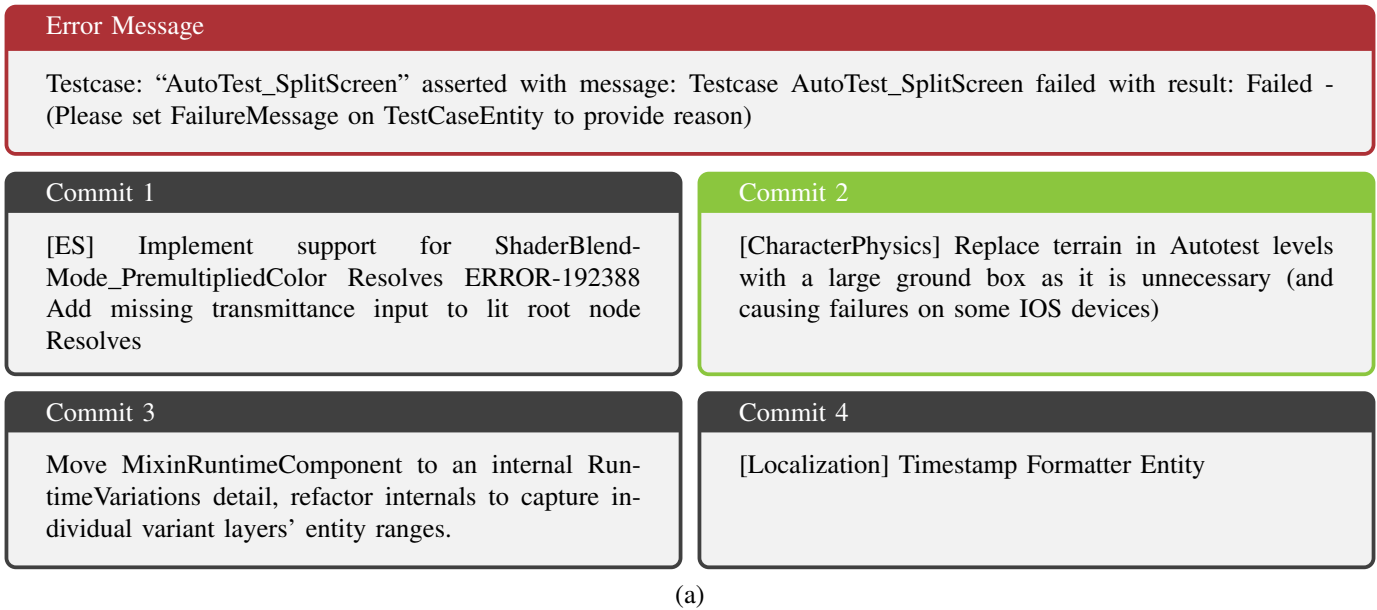 Error Message
Testcase: “AutoTest_SplitScreen” asserted with message: Testcase AutoTest_SplitScreen failed with result: Failed -
(Please set FailureMessage on TestCaseEntity to provide reason)
Commit 1
[ES] Implement support for ShaderBlend-
Mode_PremultipliedColor Resolves ERROR-192388
Add missing transmittance input to lit root node
Resolves
Commit 2
[CharacterPhysics] Replace terrain in Autotest levels
with a large ground box as it is unnecessary (and
causing failures on some IOS devices)
Commit 3
Move MixinRuntimeComponent to an internal Run-
timeVariations detail, refactor internals to capture in-
dividual variant layers’ entity ranges.
Commit 4
[Localization] Timestamp Formatter Entity
(a)